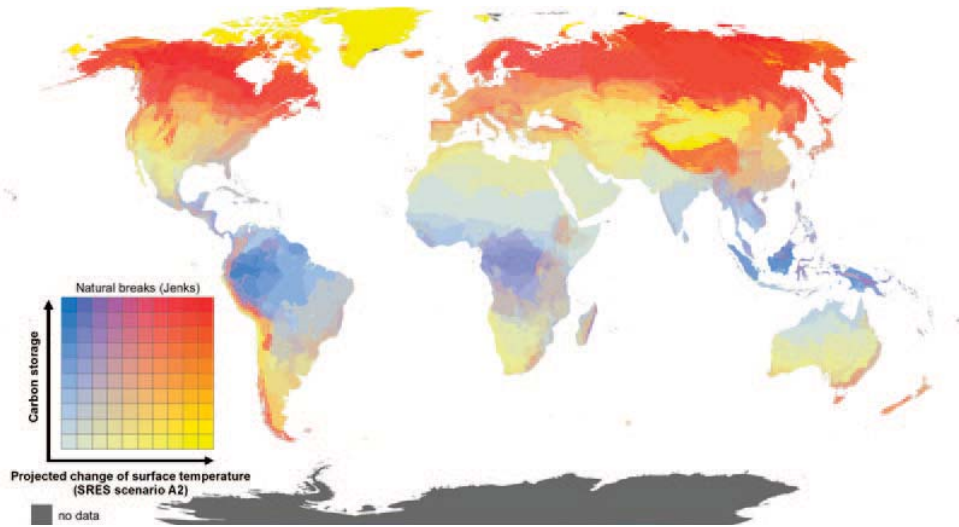 Natural breaks (Jenks)
Carbon storage
Projected change of surface temperature
(SRES scenario A2)
no data